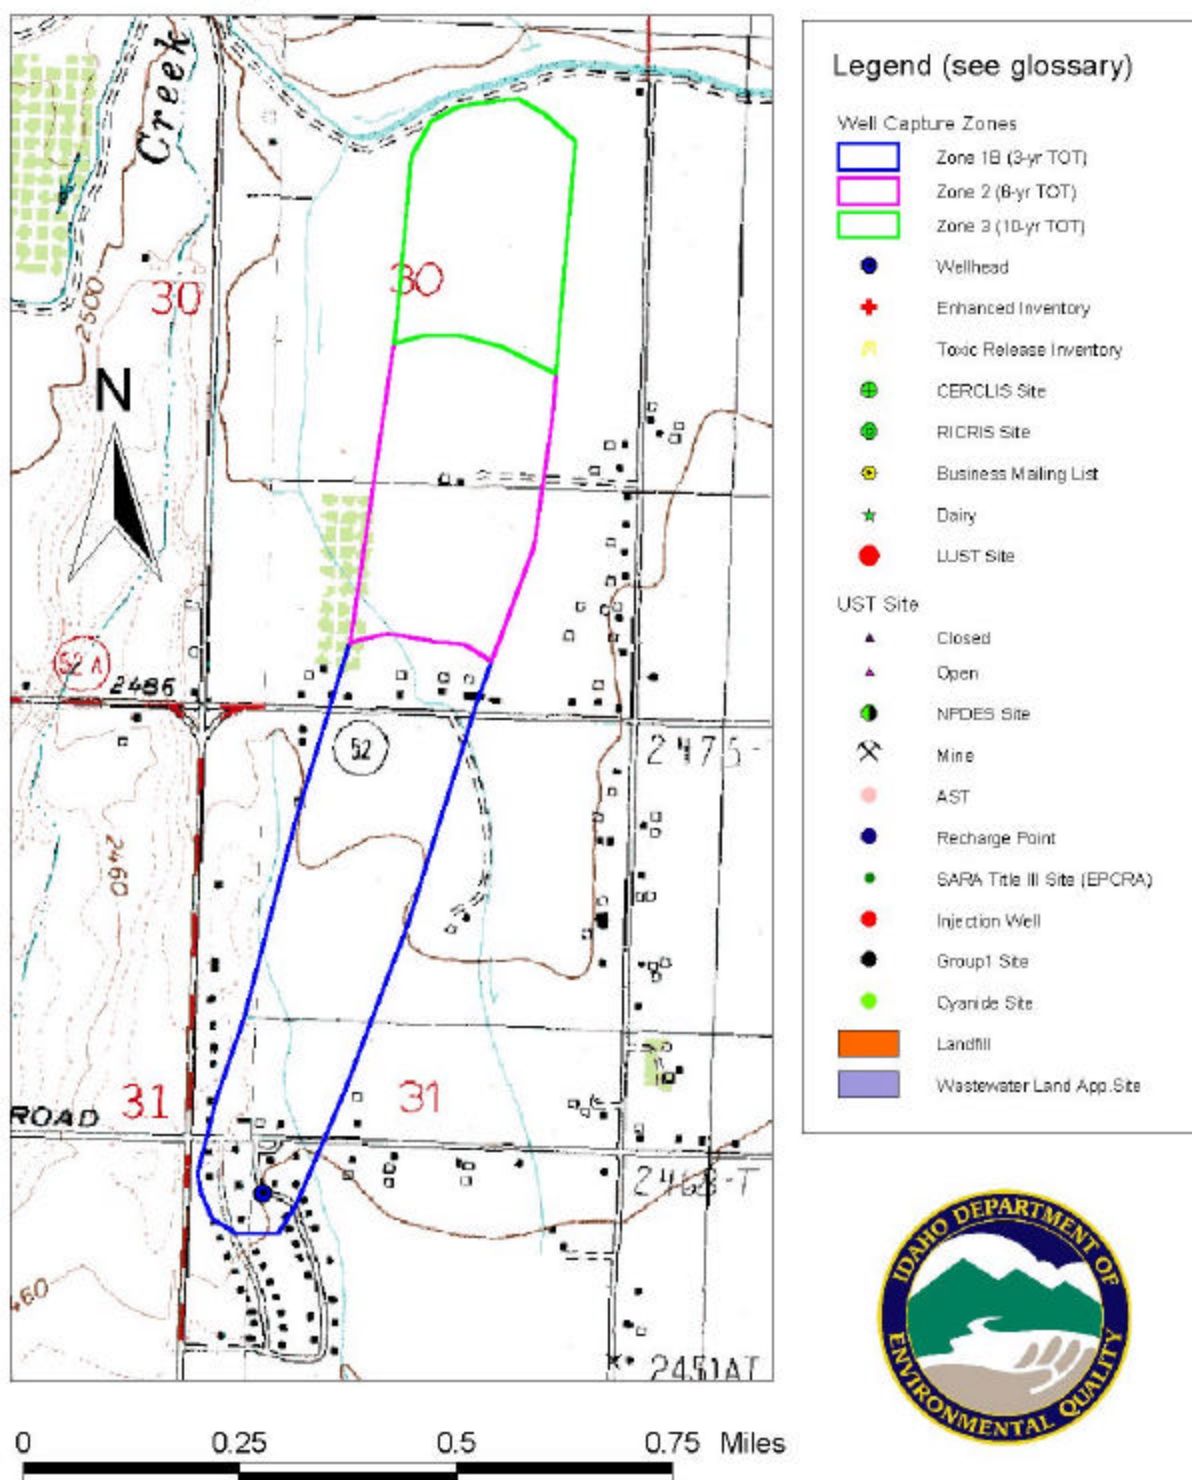 Creek
30
30
2500
N
52 A
2486
52
2475-
2460
31
31
ROAD
2468-T
460
2451AT
0 0.25 0.5 0.75 Miles
Legend (see glossary)
Well Capture Zones
Zone 1B (3-yr TOT)
Zone 2 (6-yr TOT)
Zone 3 (10-yr TOT)
Wellhead
Enhanced Inventory
Toxic Release Inventory
CERCLIS Site
RICRIS Site
Business Mailing List
Dairy
LUST Site
UST Site
Closed
Open
NPDES Site
Mine
AST
Recharge Point
SARA Title III Site (EPCRA)
Injection Well
Group1 Site
Cyanide Site
Landfill
Wastewater Land App.Site
IDAHO DEPARTMENT OF
ENVIRONMENTAL QUALITY